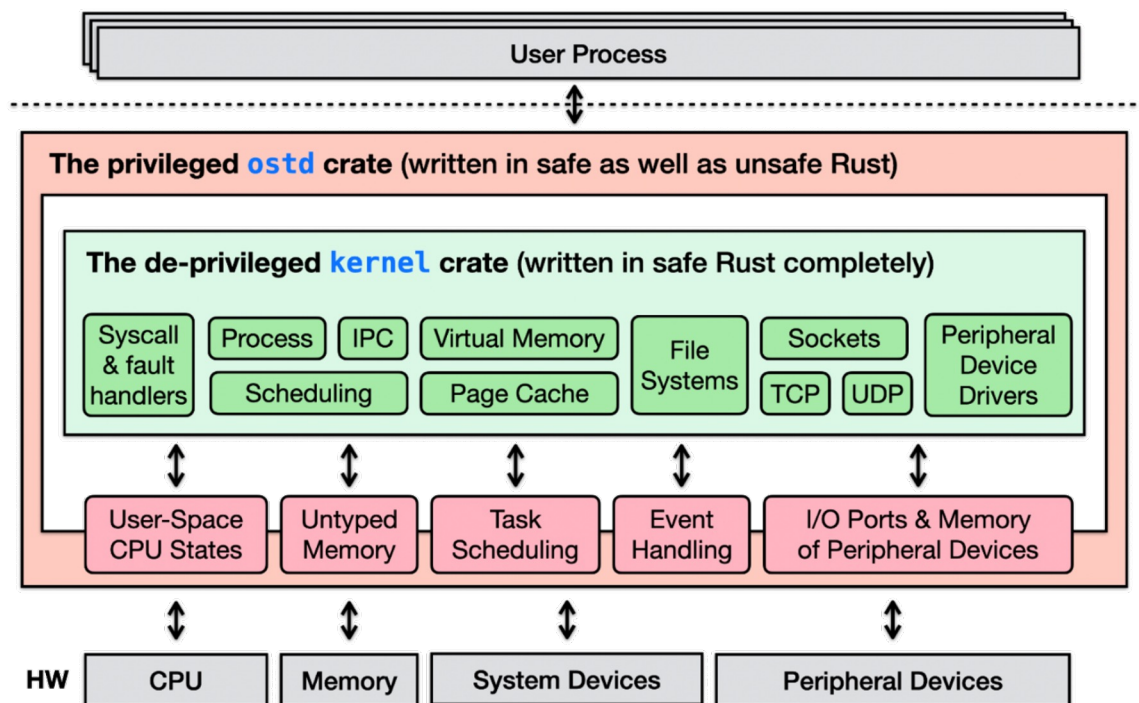 User Process
The privileged ostd crate (written in safe as well as unsafe Rust)
The de-privileged kernel crate (written in safe Rust completely)
Syscall
& fault
handlers
Process
IPC
Scheduling
Virtual Memory
Page Cache
File
Systems
Sockets
TCP
UDP
Peripheral
Device
Drivers
User-Space
CPU States
Untyped
Memory
Task
Scheduling
Event
Handling
I/O Ports & Memory
of Peripheral Devices
HW
CPU
Memory
System Devices
Peripheral Devices